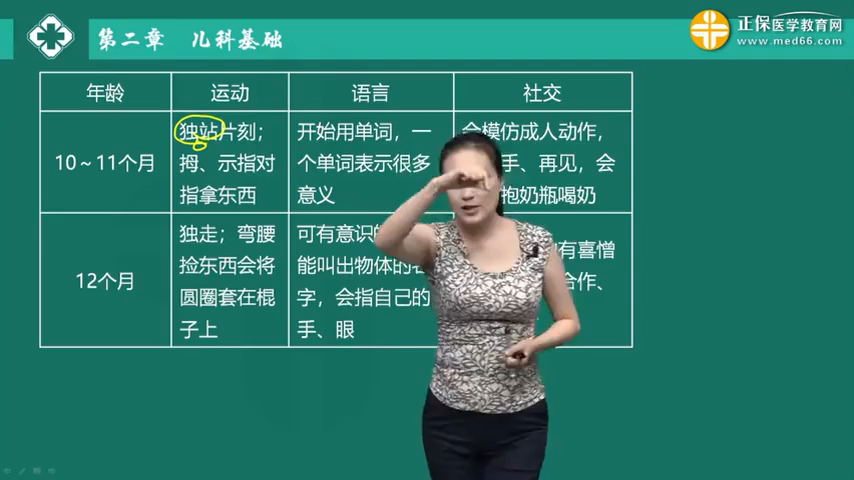 第二章 儿科基础
正保医学教育网
www.med66.com
年龄
运动
语言
社交
10～11个月
独站片刻；
拇、示指对
指拿东西
开始用单词，一
个单词表示很多
意义
会模仿成人动作，
手、再见，会
抱奶瓶喝奶
12个月
独走；弯腰
捡东西会将
圆圈套在棍
子上
可有意识的
能叫出物体的
字，会指自己的
手、眼
有喜憎
合作、